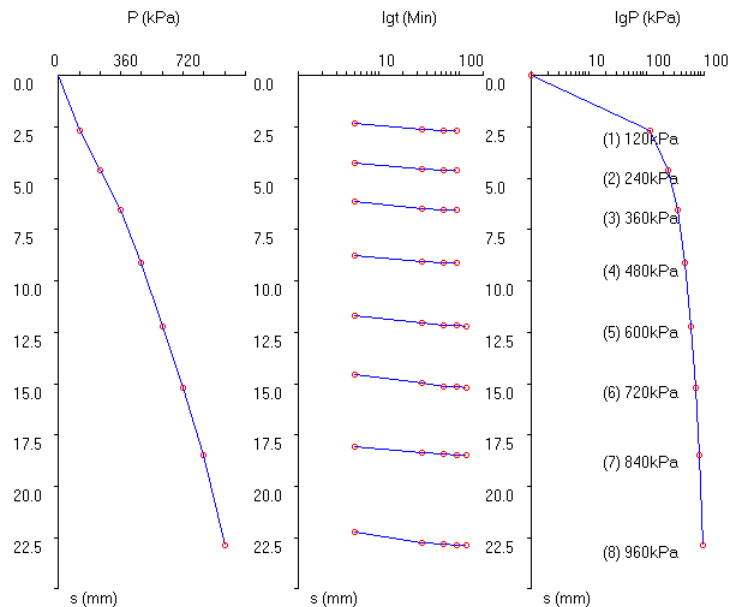 P (kPa)
lgt (Min)
lgP (kPa)
0 360 720
10 100
10 100 100
0.0 0.0 0.0
2.5 2.5 2.5
(1) 120kPa
5.0 5.0 5.0
(2) 240kPa
7.5 7.5 7.5
(3) 360kPa
10.0 10.0 10.0
(4) 480kPa
12.5 12.5 12.5
(5) 600kPa
15.0 15.0 15.0
(6) 720kPa
17.5 17.5 17.5
(7) 840kPa
20.0 20.0 20.0
22.5 22.5 22.5
(8) 960kPa
s (mm) s (mm) s (mm)